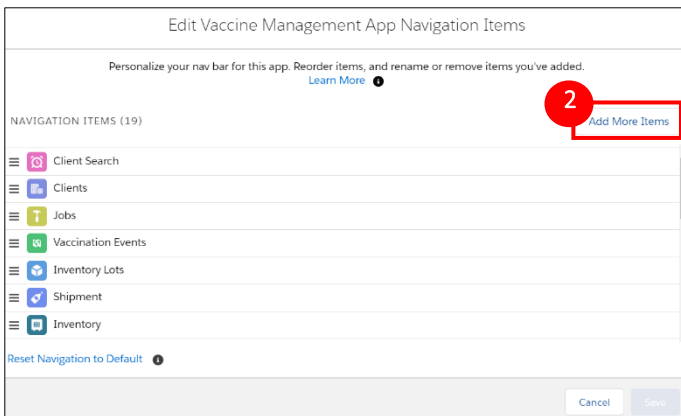 Edit Vaccine Management App Navigation Items
Personalize your nav bar for this app. Reorder items, and rename or remove items you've added.
Learn More
2
NAVIGATION ITEMS (19)
Add More Items
Client Search
Clients
Jobs
Vaccination Events
Inventory Lots
Shipment
Inventory
Reset Navigation to Default
Cancel
Save